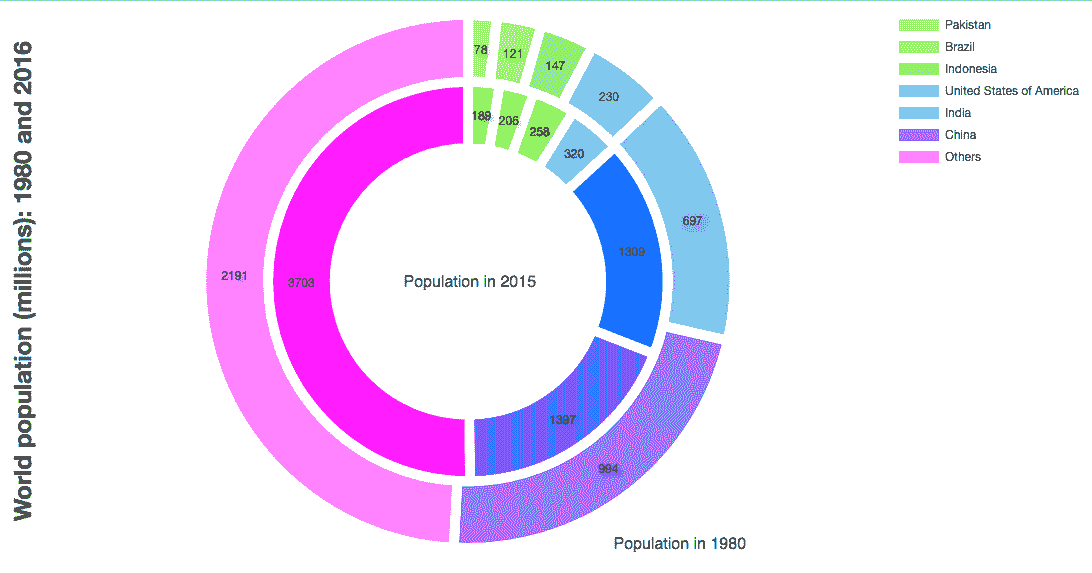 World population (millions): 1980 and 2016
Pakistan
Brazil
Indonesia
United States of America
India
China
Others
78
121
147
230
697
994
2191
189
206
258
320
1309
1397
3703
Population in 2015
Population in 1980